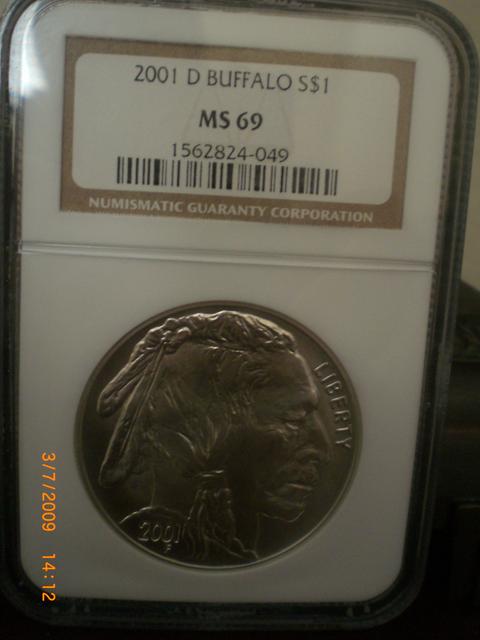 2001 D BUFFALO S$1
MS 69
1562824-049
NUMISMATIC GUARANTY CORPORATION
LIBERTY
2001
F
3/7/2009 14:12